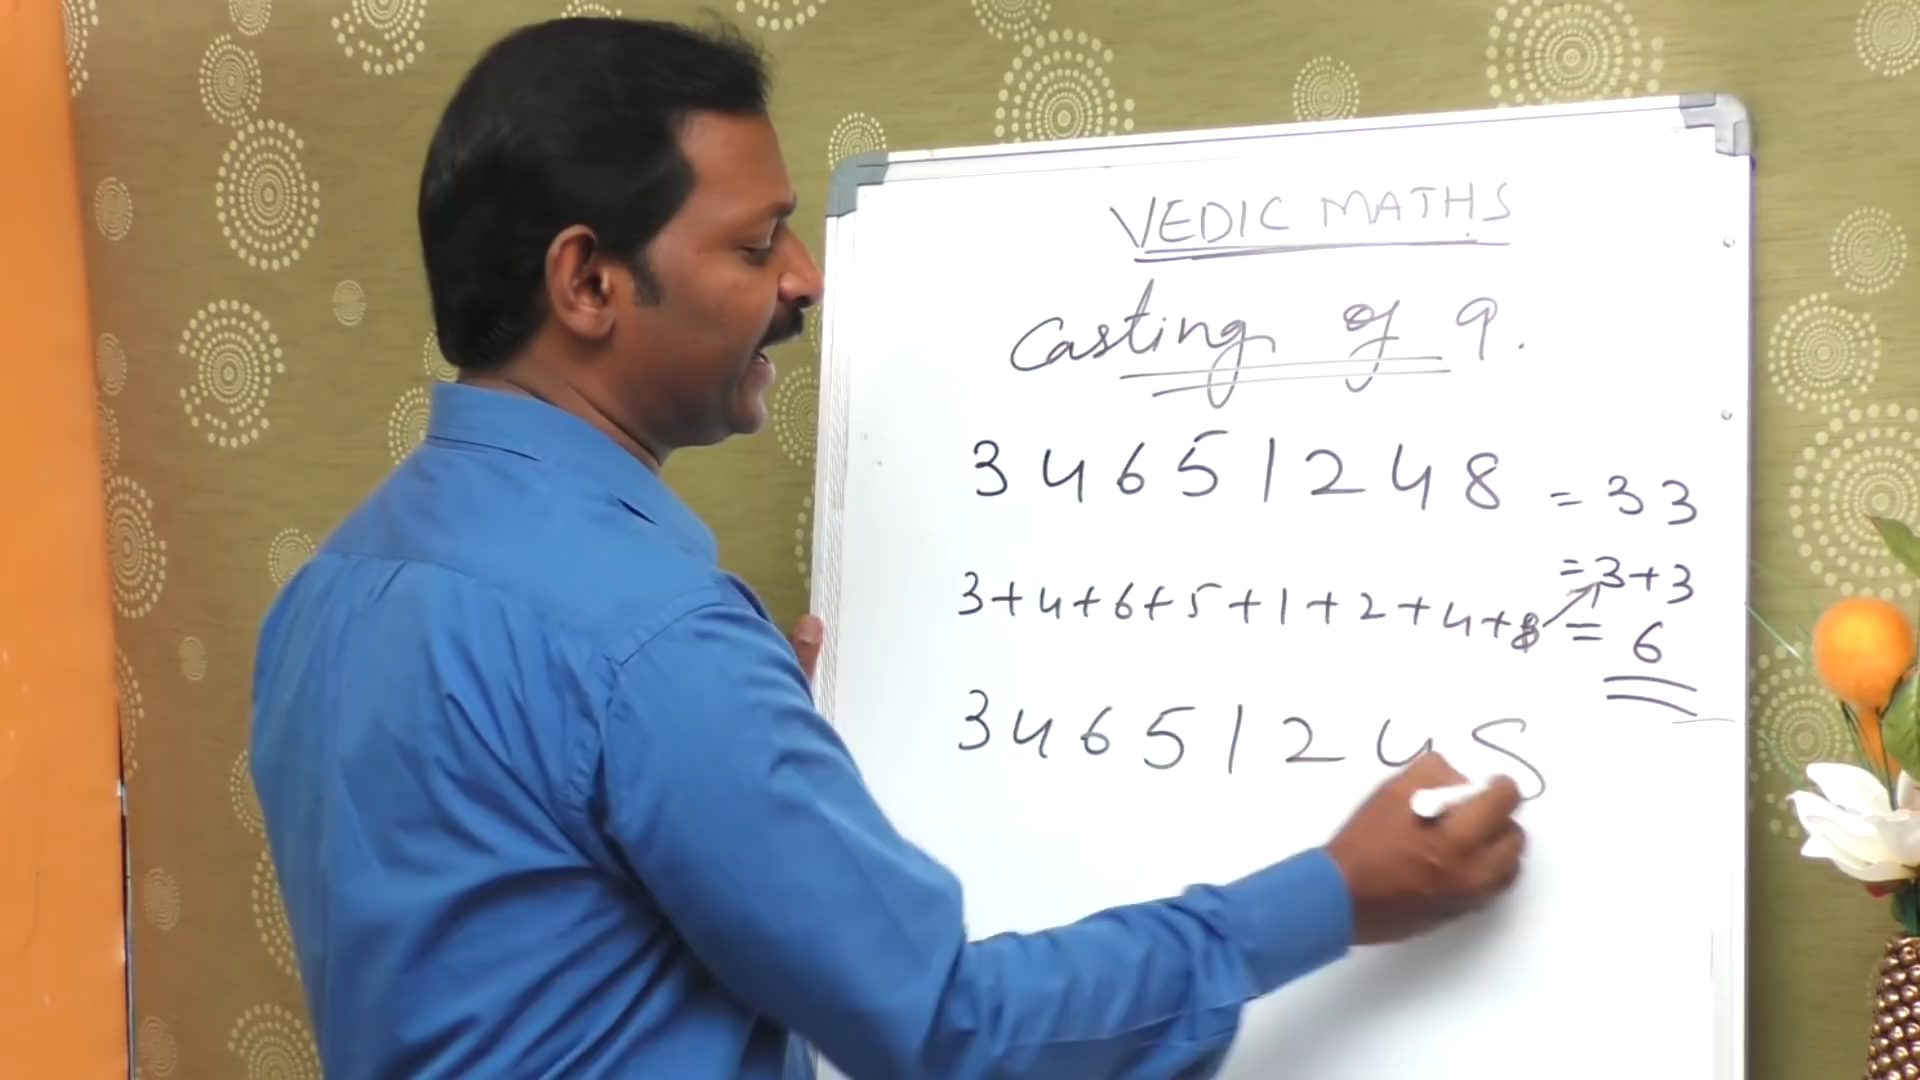 VEDIC MATHS
Casting of 9.
34651248 = 33
3+4+6+5+1+2+4+8 = 3+3
= 6
3465124